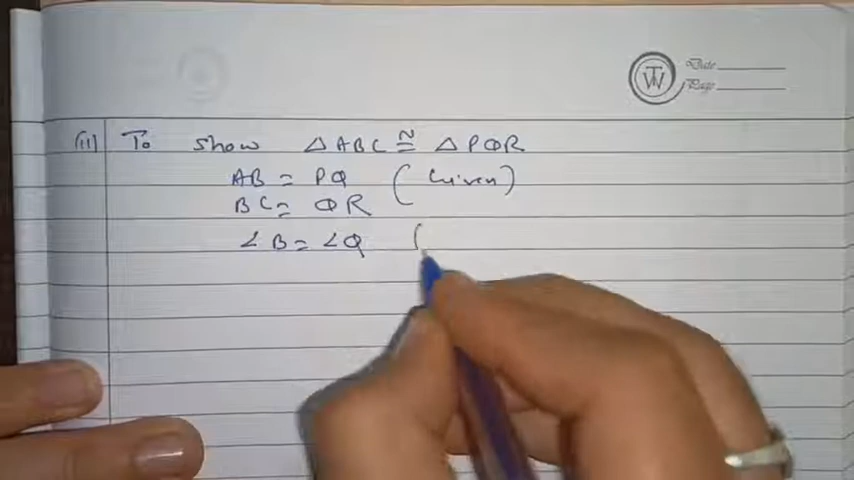 Date
Page
(ii) To show △ABC ≅ △PQR
AB = PQ (Given)
BC = QR
∠B = ∠Q (